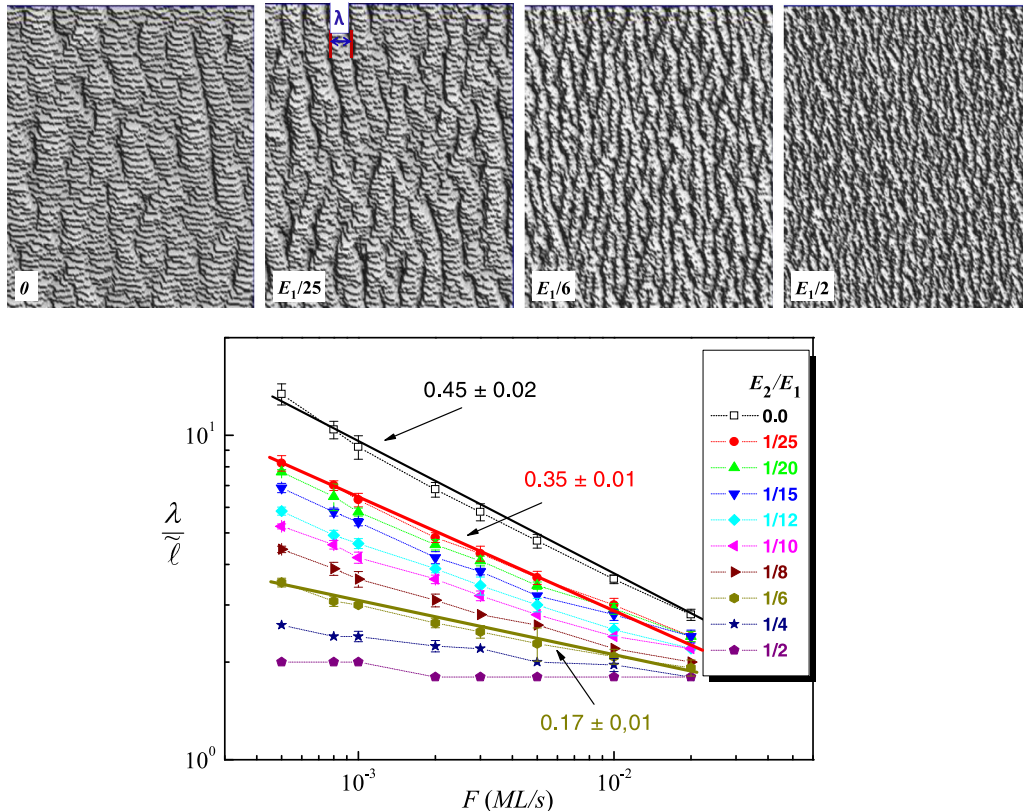 λ
0
E1/25
E1/6
E1/2
0.45 ± 0.02
0.35 ± 0.01
0.17 ± 0,01
10^1
10^0
λ
ℓ̃
10^-3
10^-2
F (ML/s)
E2/E1
0.0
1/25
1/20
1/15
1/12
1/10
1/8
1/6
1/4
1/2